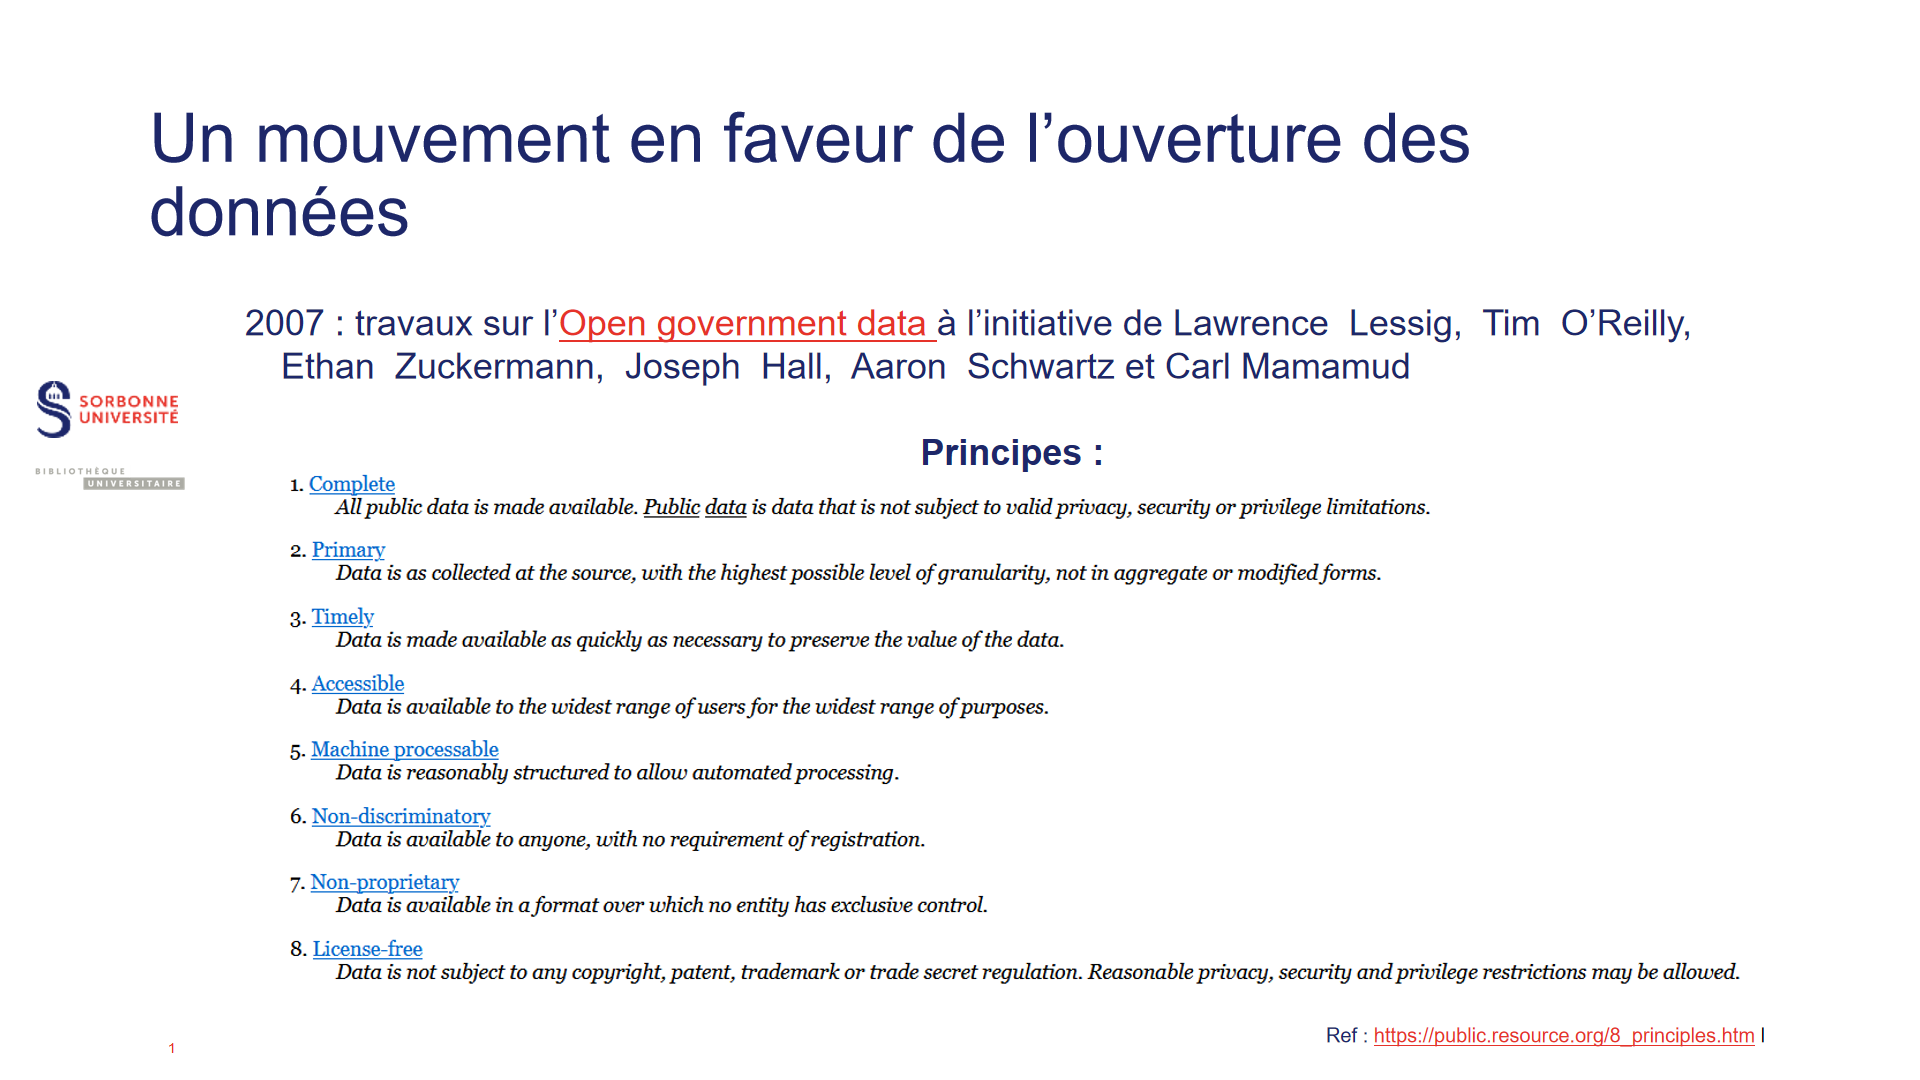 Un mouvement en faveur de l’ouverture des
données
2007 : travaux sur l’Open government data à l’initiative de Lawrence Lessig, Tim O’Reilly,
Ethan Zuckermann, Joseph Hall, Aaron Schwartz et Carl Mamamud
SORBONNE
UNIVERSITÉ
BIBLIOTHÈQUE
UNIVERSITAIRE
Principes :
1. Complete
All public data is made available. Public data is data that is not subject to valid privacy, security or privilege limitations.
2. Primary
Data is as collected at the source, with the highest possible level of granularity, not in aggregate or modified forms.
3. Timely
Data is made available as quickly as necessary to preserve the value of the data.
4. Accessible
Data is available to the widest range of users for the widest range of purposes.
5. Machine processable
Data is reasonably structured to allow automated processing.
6. Non-discriminatory
Data is available to anyone, with no requirement of registration.
7. Non-proprietary
Data is available in a format over which no entity has exclusive control.
8. License-free
Data is not subject to any copyright, patent, trademark or trade secret regulation. Reasonable privacy, security and privilege restrictions may be allowed.
Ref : https://public.resource.org/8_principles.htm l
1